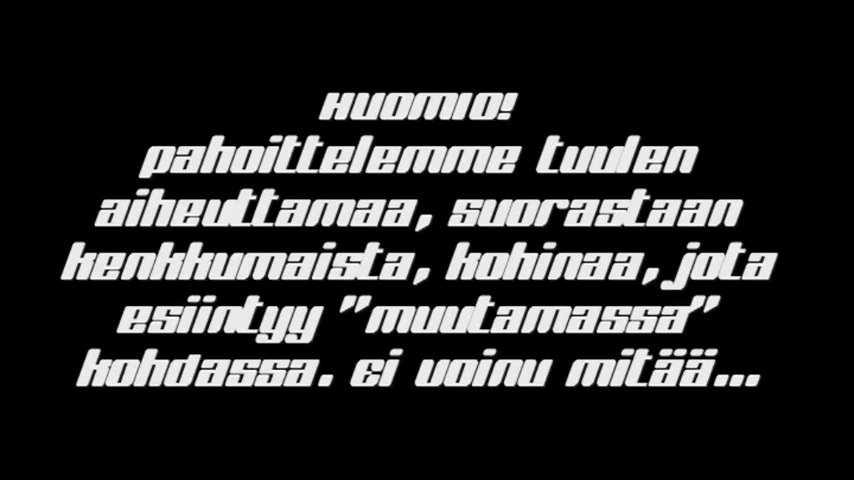 HUOMIO!
pahoittelemme tuulen
aiheuttamaa, suorastaan
kenkkumaista, kohinaa, jota
esiintyy "muutamassa"
kohdassa. Ei voinu mitää...